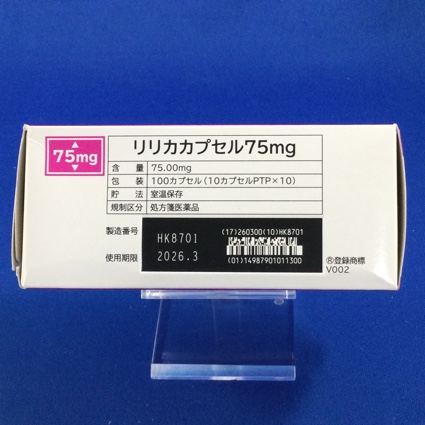 75mg
リリカカプセル75mg
含 量 75.00mg
包 装 100カプセル(10カプセルPTP×10)
貯 法 室温保存
規制区分 処方箋医薬品
製造番号 HK8701
使用期限 2026.3
(17)260300(10)HK8701
(01)14987901011300
®登録商標
V002